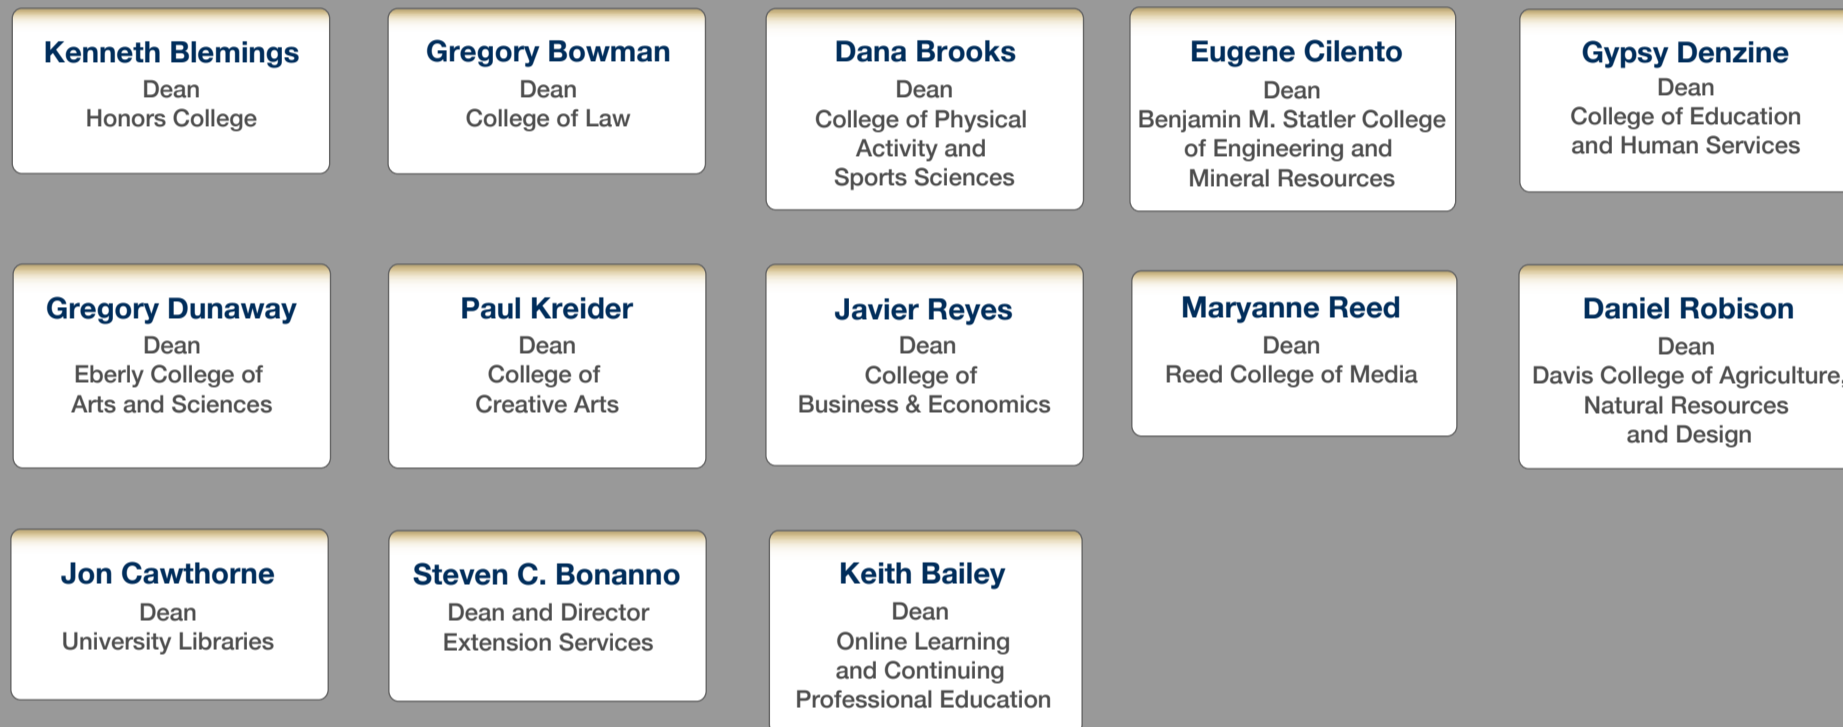 Kenneth Blemings
Dean
Honors College
Gregory Bowman
Dean
College of Law
Dana Brooks
Dean
College of Physical
Activity and
Sports Sciences
Eugene Cilento
Dean
Benjamin M. Statler College
of Engineering and
Mineral Resources
Gypsy Denzine
Dean
College of Education
and Human Services
Gregory Dunaway
Dean
Eberly College of
Arts and Sciences
Paul Kreider
Dean
College of
Creative Arts
Javier Reyes
Dean
College of
Business & Economics
Maryanne Reed
Dean
Reed College of Media
Daniel Robison
Dean
Davis College of Agriculture,
Natural Resources
and Design
Jon Cawthorne
Dean
University Libraries
Steven C. Bonanno
Dean and Director
Extension Services
Keith Bailey
Dean
Online Learning
and Continuing
Professional Education